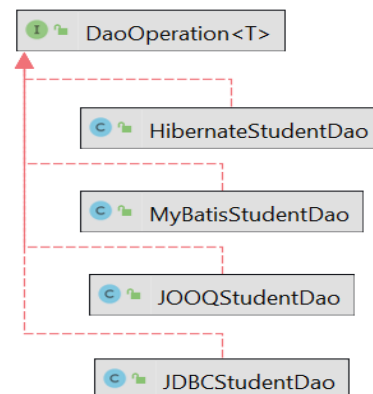 I DaoOperation<T>
C HibernateStudentDao
C MyBatisStudentDao
C JOOQStudentDao
C JDBCStudentDao